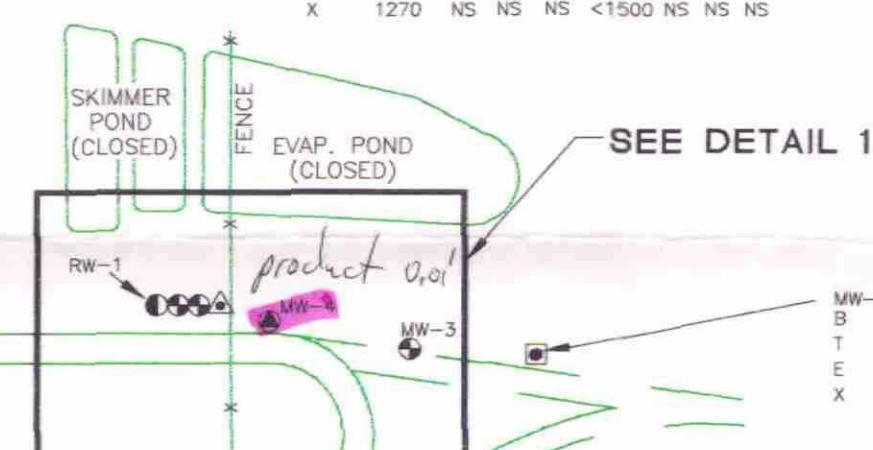 X 1270 NS NS NS <1500 NS NS NS
SKIMMER
POND
(CLOSED)
FENCE
EVAP. POND
(CLOSED)
SEE DETAIL 1
RW-1
product 0.01'
MW-4
MW-3
MW-
B
T
E
X